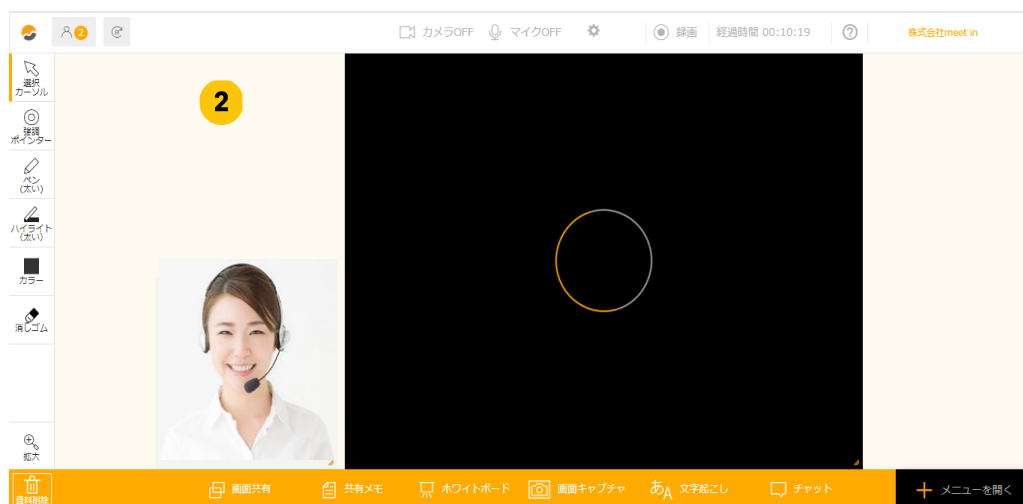 2
カメラOFF
マイクOFF
録画
経過時間 00:10:19
株式会社meet in
選択
カーソル
2
強調
ポインター
ペン
(太い)
ハイライト
(太い)
カラー
消しゴム
拡大
資料削除
画面共有
共有メモ
ホワイトボード
画面キャプチャ
あA 文字起こし
チャット
メニューを開く